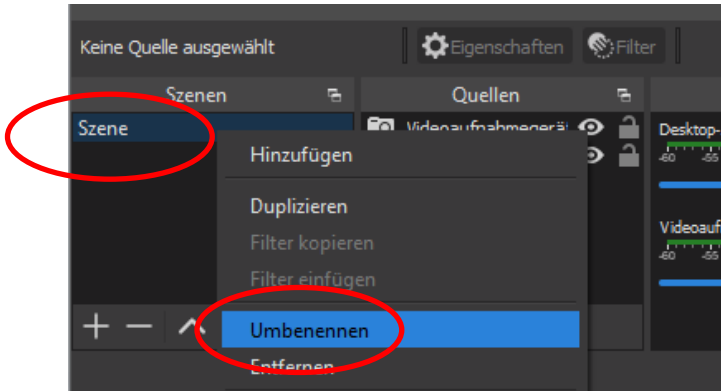 Keine Quelle ausgewählt
Eigenschaften
Filter
Szenen
Quellen
Szene
Desktop-
-60 -55
Videoauf
-60 -55
Hinzufügen
Duplizieren
Filter kopieren
Filter einfügen
Umbenennen
Entfernen